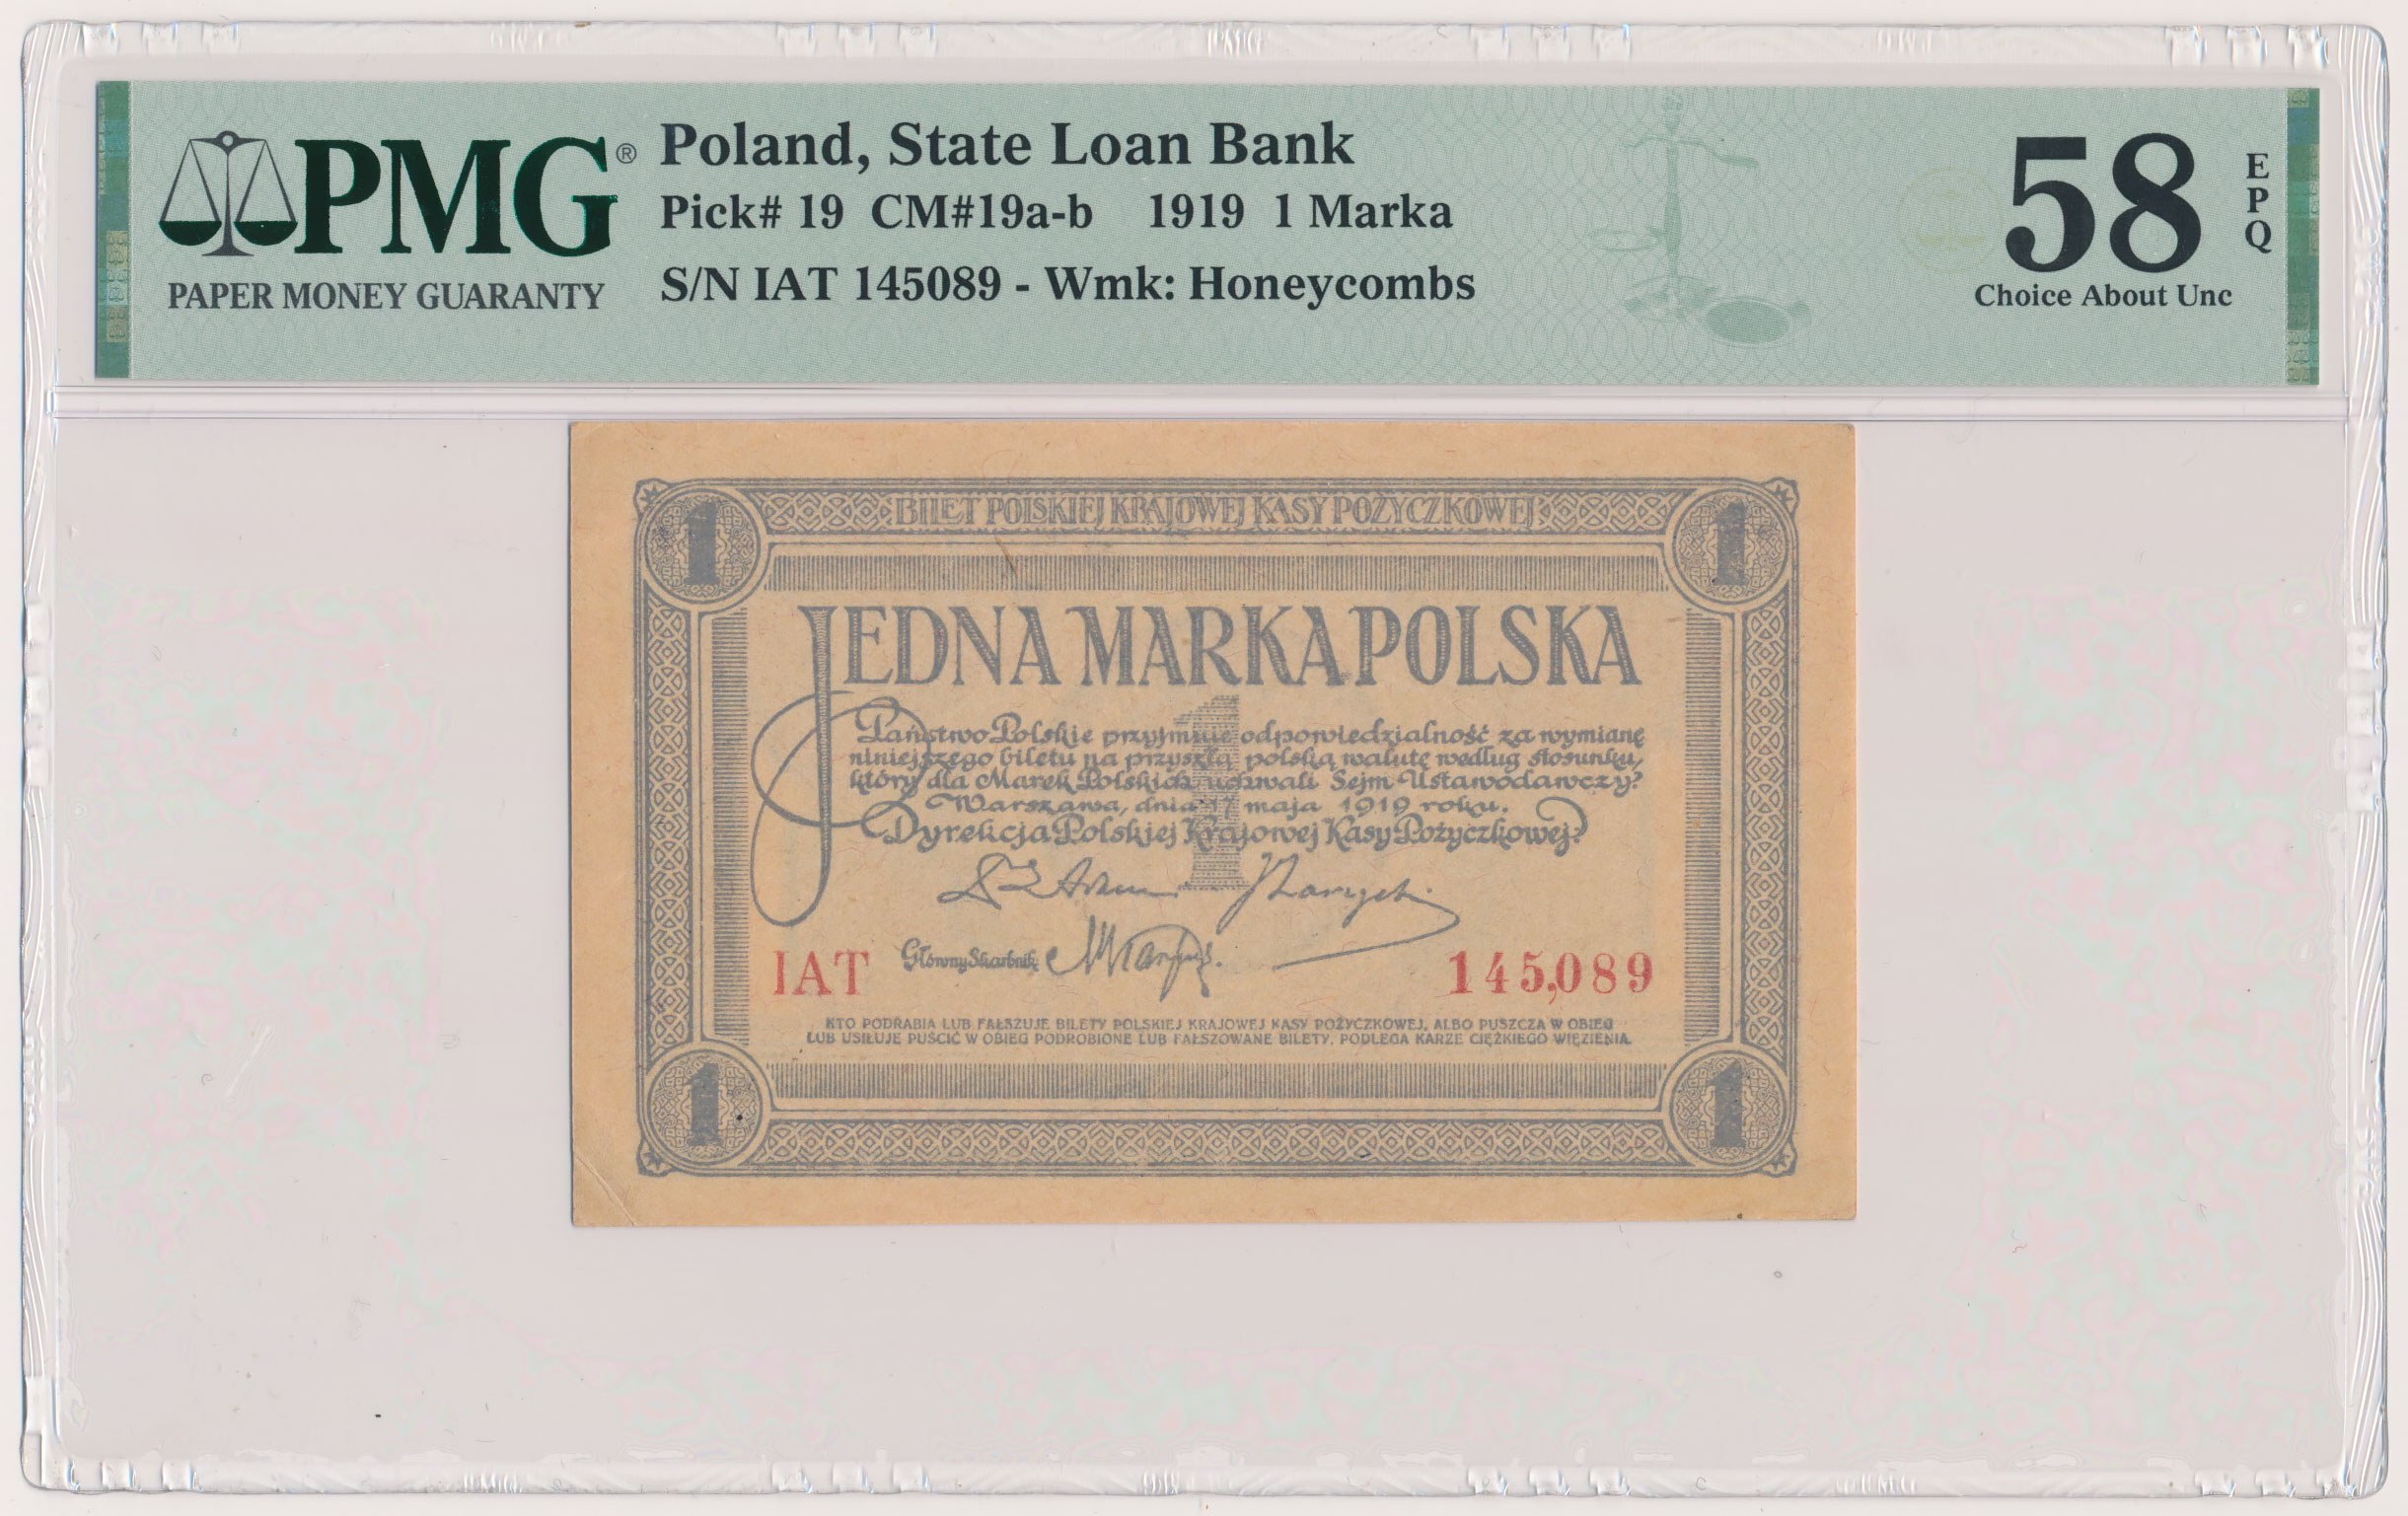 PMG®
PAPER MONEY GUARANTY
Poland, State Loan Bank
Pick# 19 CM#19a-b 1919 1 Marka
S/N IAT 145089 - Wmk: Honeycombs
58
EPQ
Choice About Unc
1
BILET POLSKIEJ KRAJOWEJ KASY POŻYCZKOWEJ
1
JEDNA MARKA POLSKA
1
Państwo Polskie przyjmuje odpowiedzialność za wymianę
niniejszego biletu na przyszłą polską walutę według stosunku,
który dla Marek Polskich uchwali Sejm Ustawodawczy.
Warszawa, dnia 17 maja 1919 roku.
Dyrekcja Polskiej Krajowej Kasy Pożyczkowej.
Główny Skarbnik
IAT 145,089
KTO PODRABIA LUB FAŁSZUJE BILETY POLSKIEJ KRAJOWEJ KASY POŻYCZKOWEJ, ALBO PUSZCZA W OBIEG
LUB USIŁUJE PUŚCIĆ W OBIEG PODROBIONE LUB FAŁSZOWANE BILETY, PODLEGA KARZE CIĘŻKIEGO WIĘZIENIA.
1
1